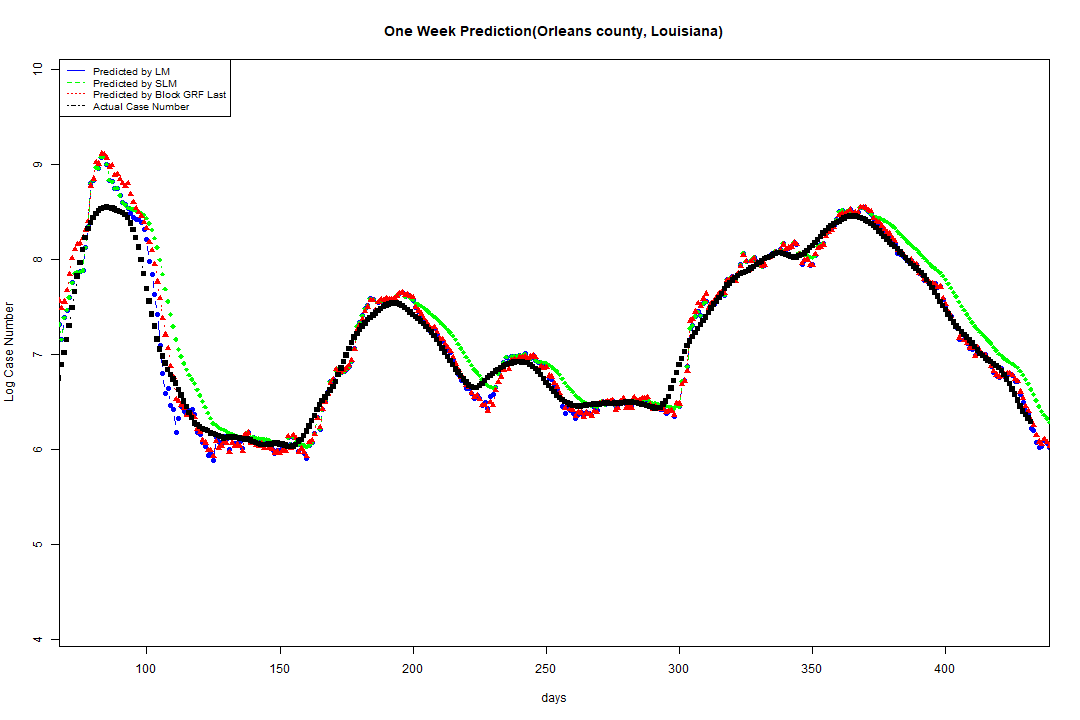 One Week Prediction(Orleans county, Louisiana)
Predicted by LM
Predicted by SLM
Predicted by Block GRF Last
Actual Case Number
Log Case Number
10
9
8
7
6
5
4
100 150 200 250 300 350 400
days